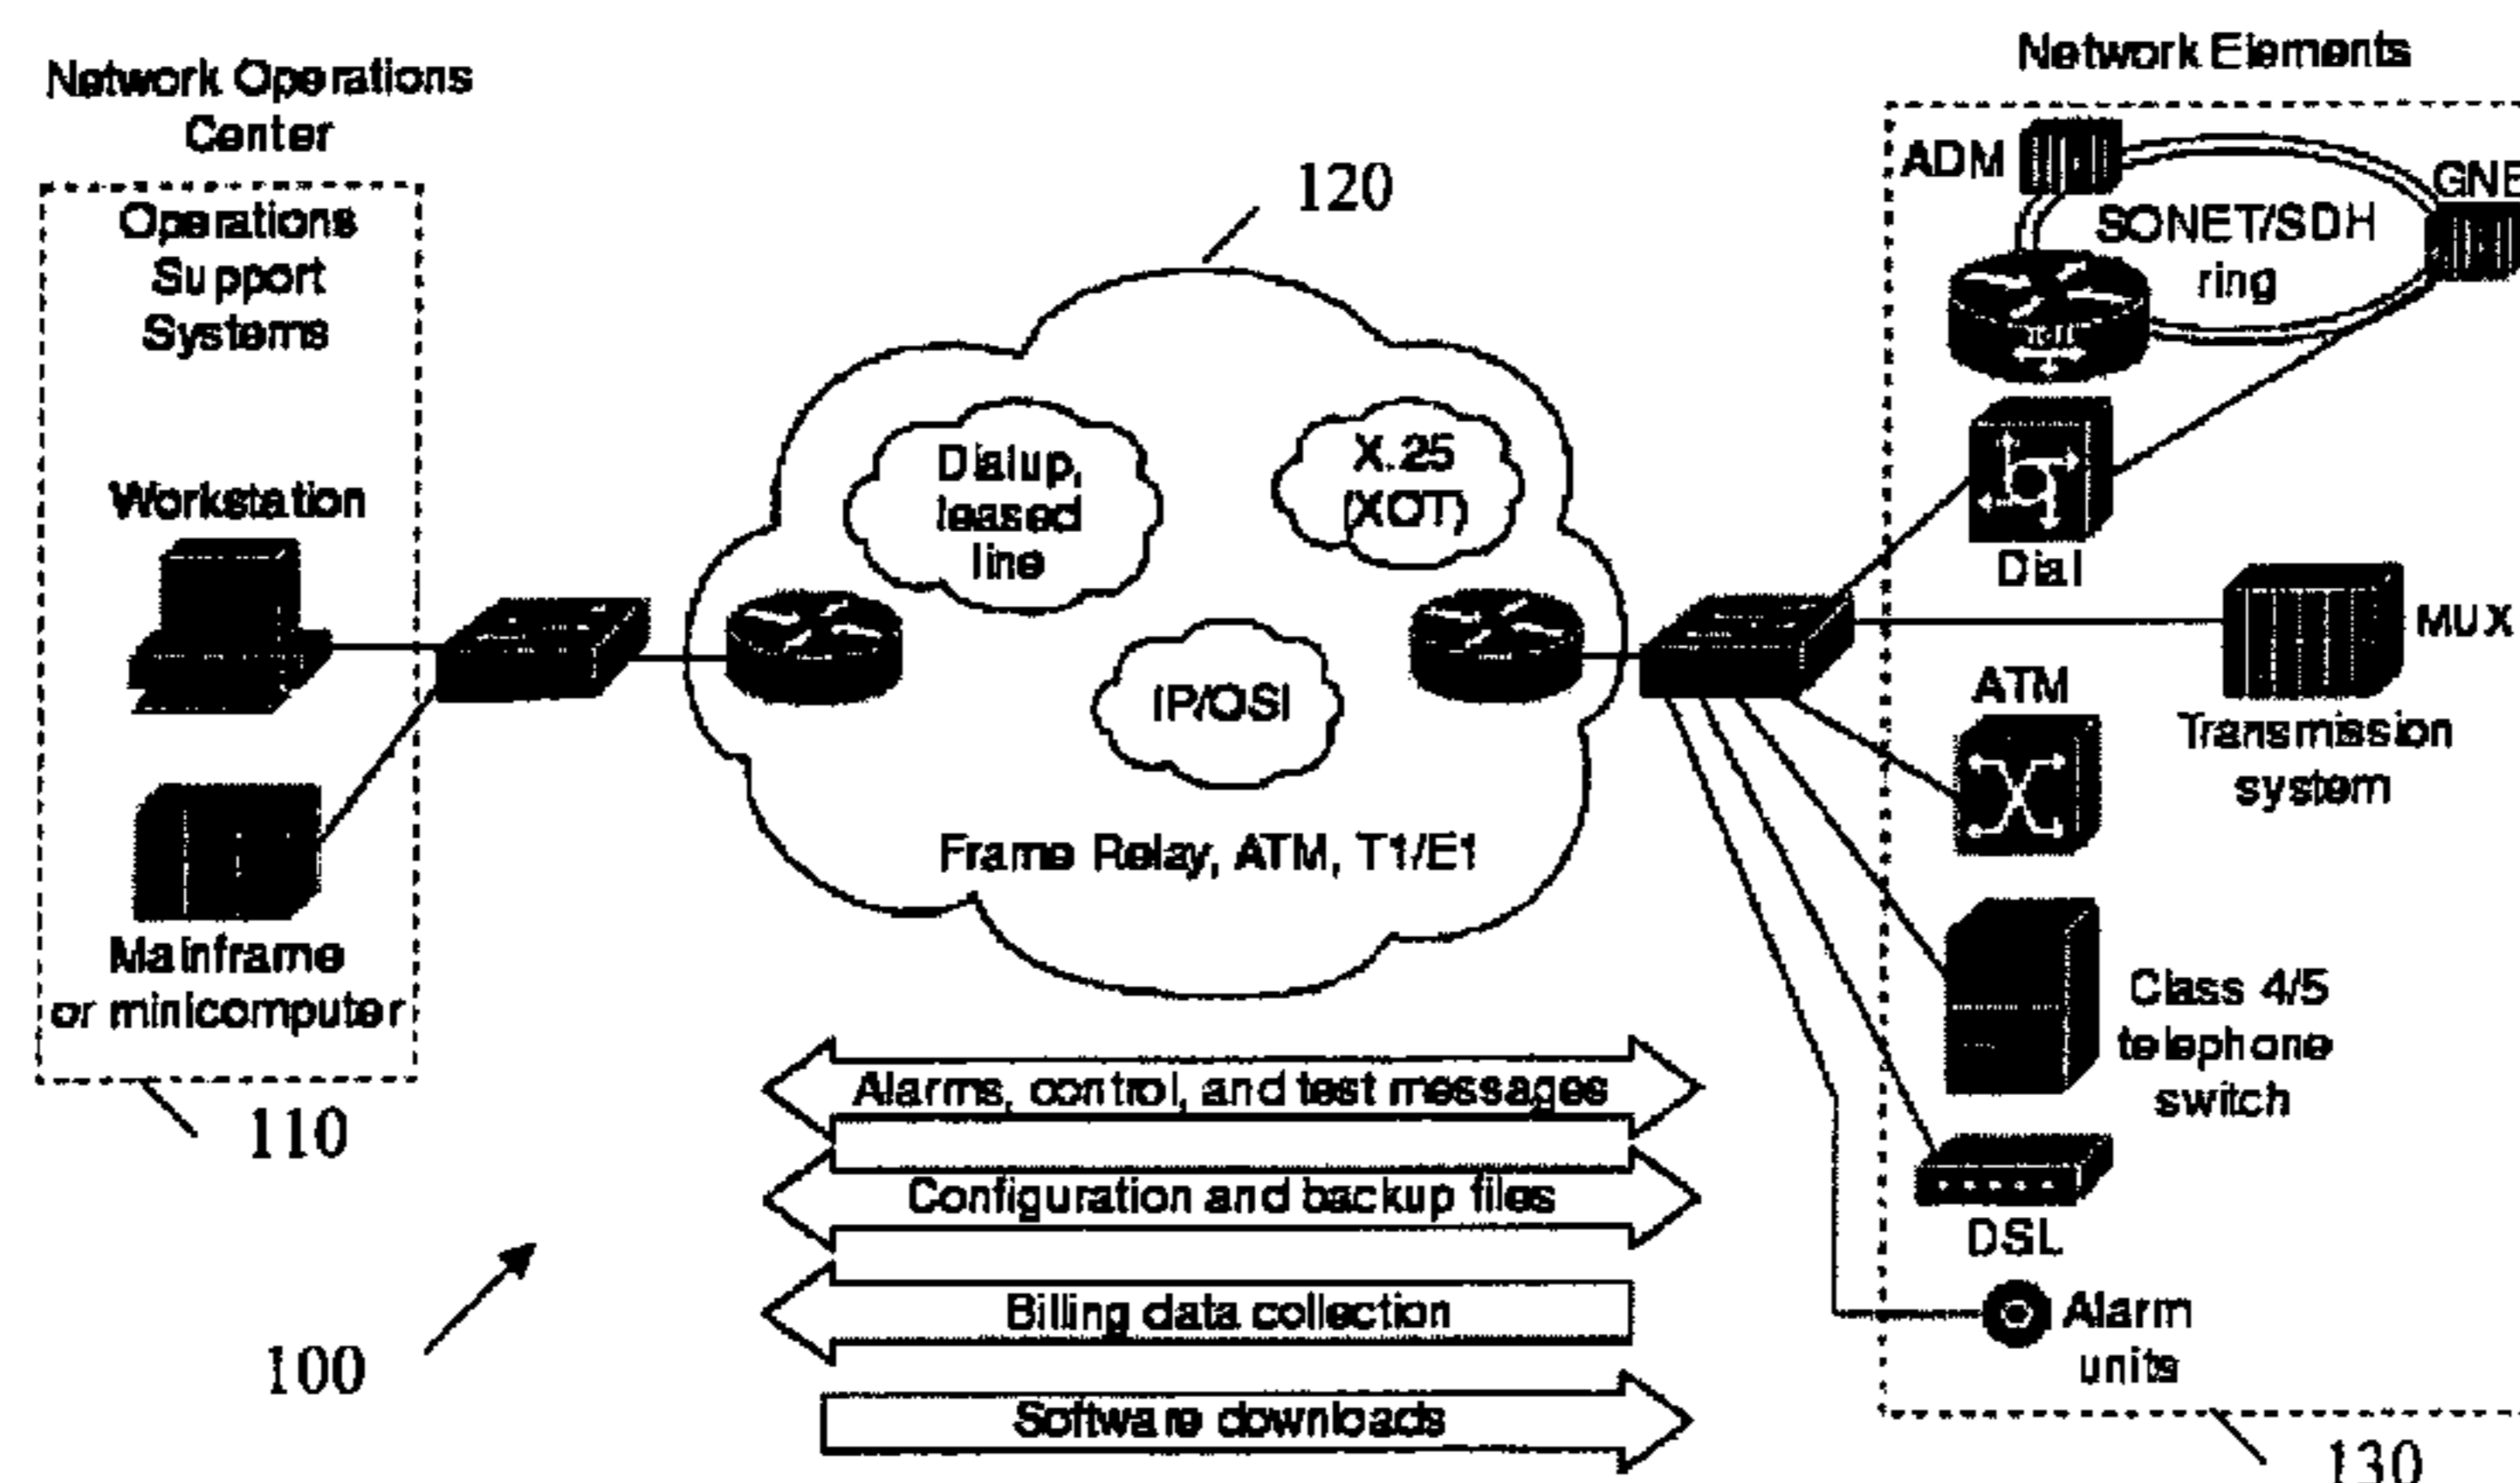 Network Operations
Center
Operations
Support
Systems
Workstation
Mainframe
or minicomputer
110
100
120
Dialup,
leased
line
X.25
(XOT)
IP/OSI
Frame Relay, ATM, T1/E1
Alarms, control, and test messages
Configuration and backup files
Billing data collection
Software downloads
Network Elements
ADM
GNE
SONET/SDH
ring
Dial
MUX
Transmission
system
ATM
Class 4/5
telephone
switch
DSL
Alarm
units
130